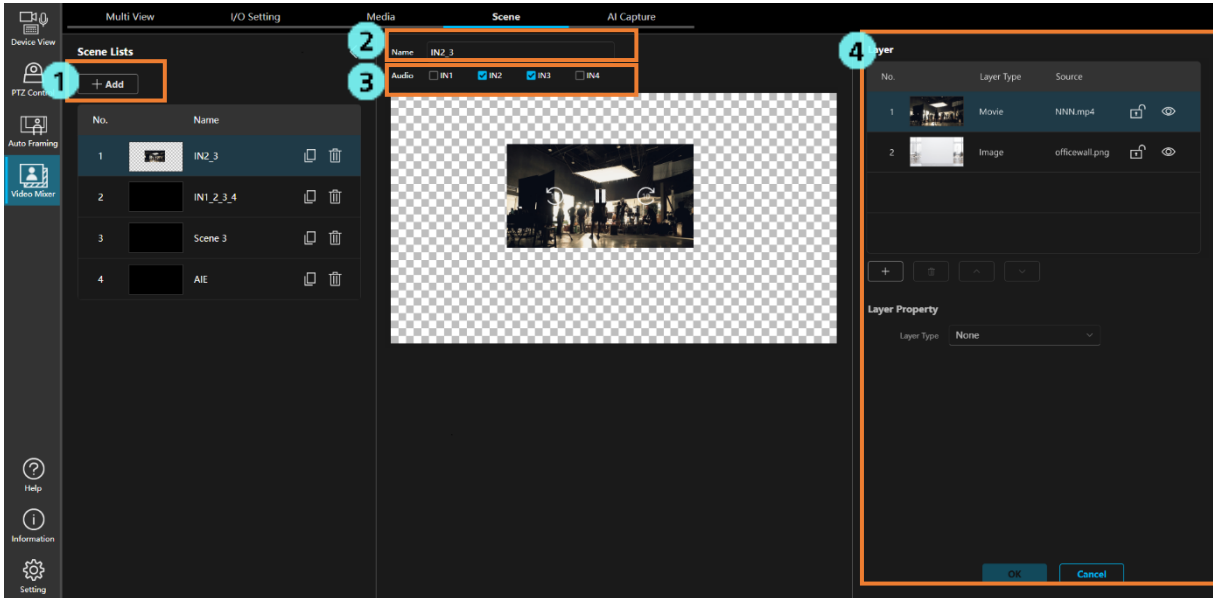 Multi View
I/O Setting
Media
Scene
AI Capture
Device View
PTZ
Auto Framing
Video Mixer
Help
Information
Setting
1
2
3
4
Scene Lists
+ Add
No. Name
1 IN2_3
2 IN1_2_3_4
3 Scene 3
4 AIE
Name IN2_3
Audio IN1 IN2 IN3 IN4
No. Layer Type Source
1 Movie NNN.mp4
2 Image officewall.png
+
Layer Property
Layer Type None
OK Cancel